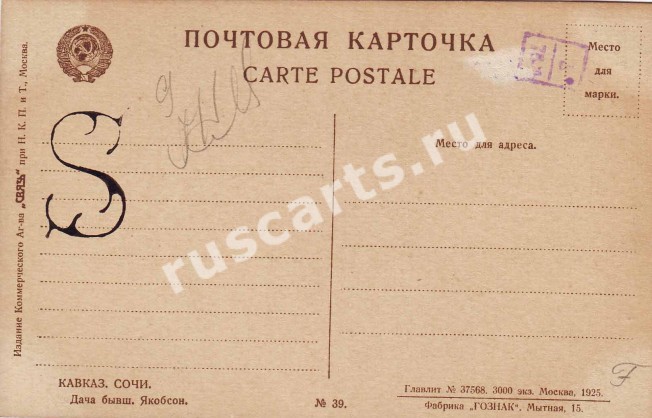 ПОЧТОВАЯ КАРТОЧКА
CARTE POSTALE
Место
для
марки.
Место для адреса.
S
Издание Коммерческого Аг-ва „СВЯЗЬ" при Н. К. П. и Т., Москва.
ruscarts.ru
КАВКАЗ. СОЧИ.
Дача бывш. Якобсон.
№ 39.
Главлит № 37568. 3000 экз. Москва, 1925.
Фабрика „ГОЗНАК", Мытная, 15.
F